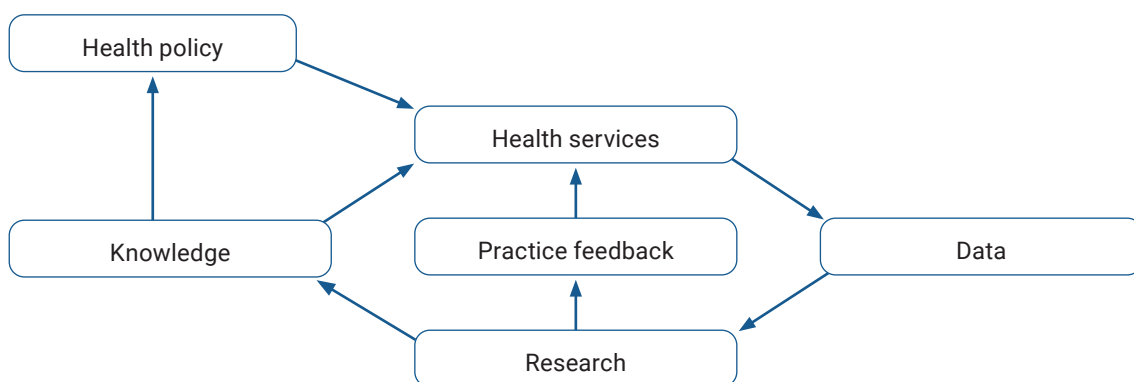 Health policy
Health services
Knowledge
Practice feedback
Data
Research